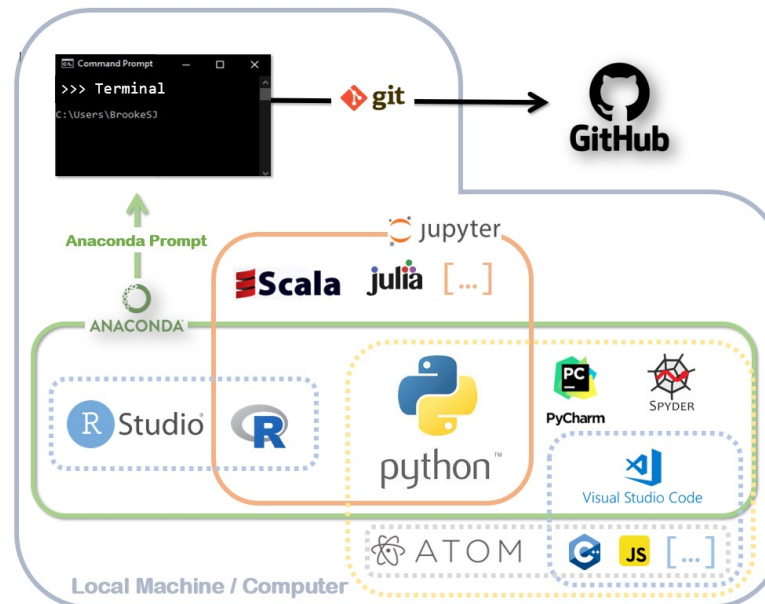 Command Prompt
>>> Terminal
C:\Users\BrookeSJ
git
GitHub
Anaconda Prompt
jupyter
Scala
julia
[...]
ANACONDA
R Studio
R
python™
PC
PyCharm
SPYDER
Visual Studio Code
ATOM
C++
JS
[...]
Local Machine / Computer